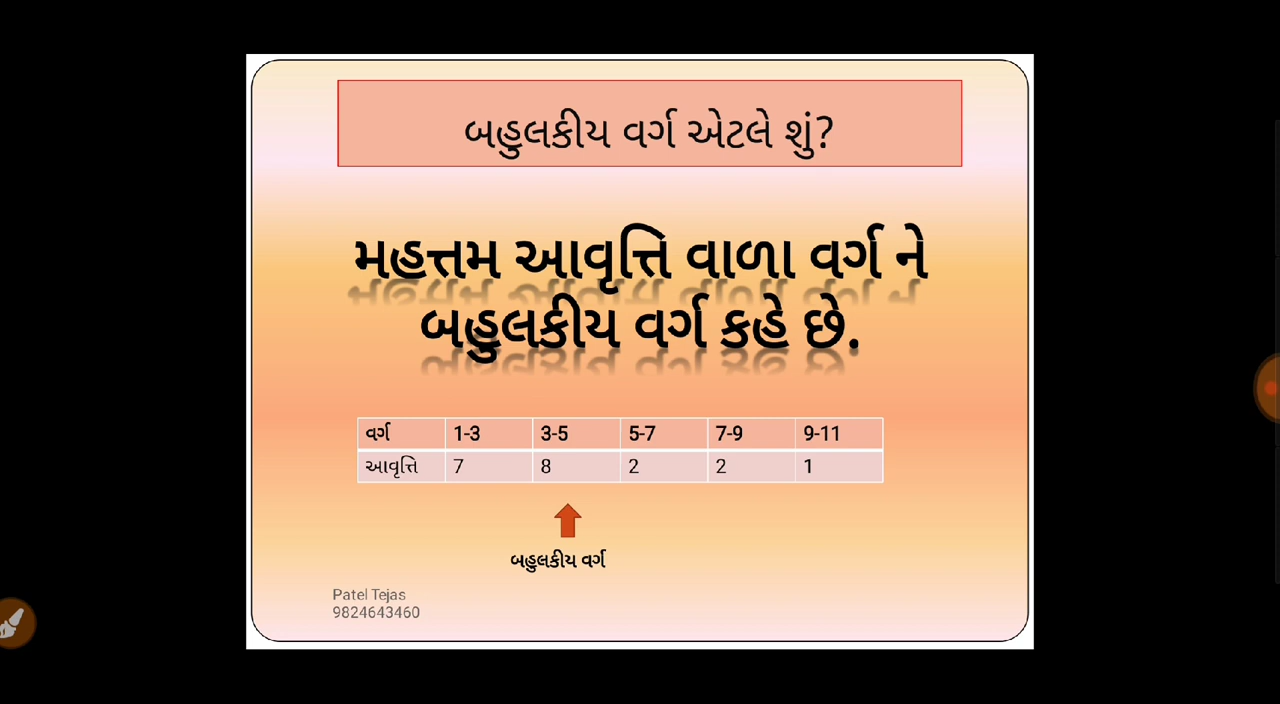 બહુલકીય વર્ગ એટલે શું?
મહત્તમ આવૃત્તિ વાળા વર્ગ ને
બહુલકીય વર્ગ કહે છે.
વર્ગ 1-3 3-5 5-7 7-9 9-11
આવૃત્તિ 7 8 2 2 1
બહુલકીય વર્ગ
Patel Tejas
9824643460